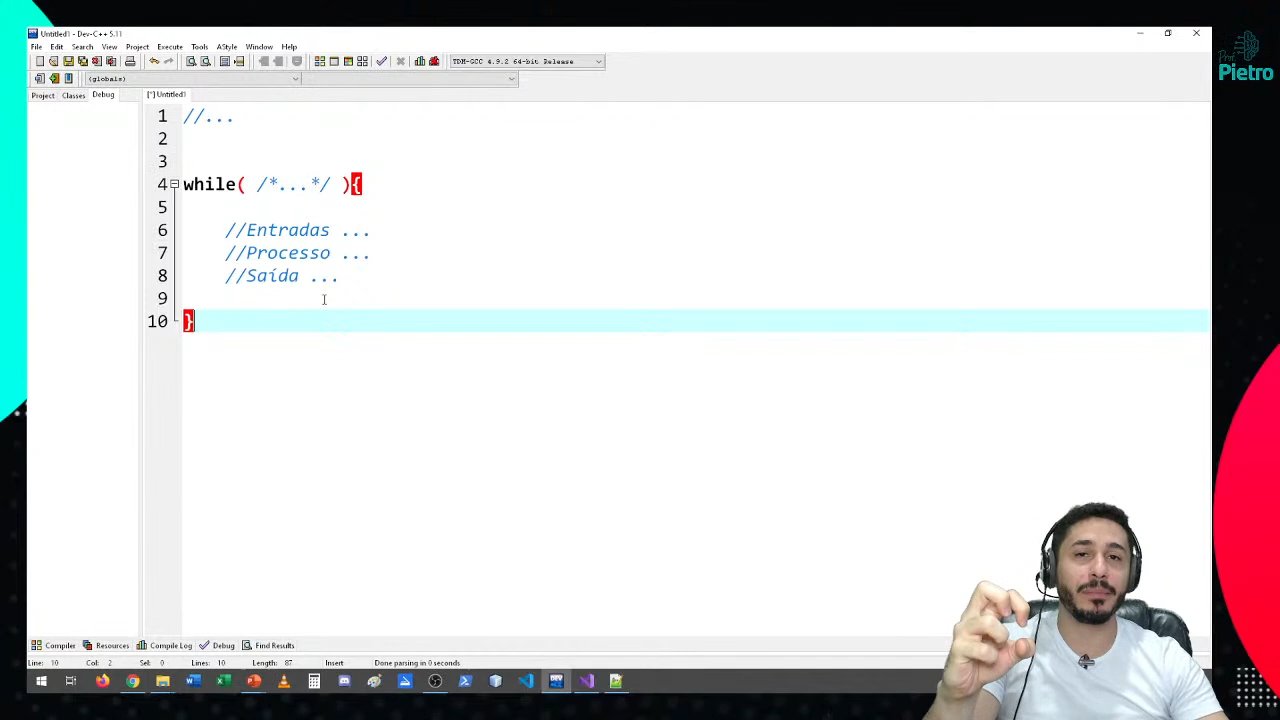 Untitled1 - Dev-C++ 5.11
Prof.
Pietro
File Edit Search View Project Execute Tools AStyle Window Help
TDM-GCC 4.9.2 64-bit Release
(globals)
Project Classes Debug [*] Untitled1
1 //...
2
3
4 while( /*...*/ ){
5
6 //Entradas ...
7 //Processo ...
8 //Saída ...
9
10 }
Compiler Resources Compile Log Debug Find Results
Line: 10 Col: 2 Sel: 0 Lines: 10 Length: 87 Insert Done parsing in 0 seconds